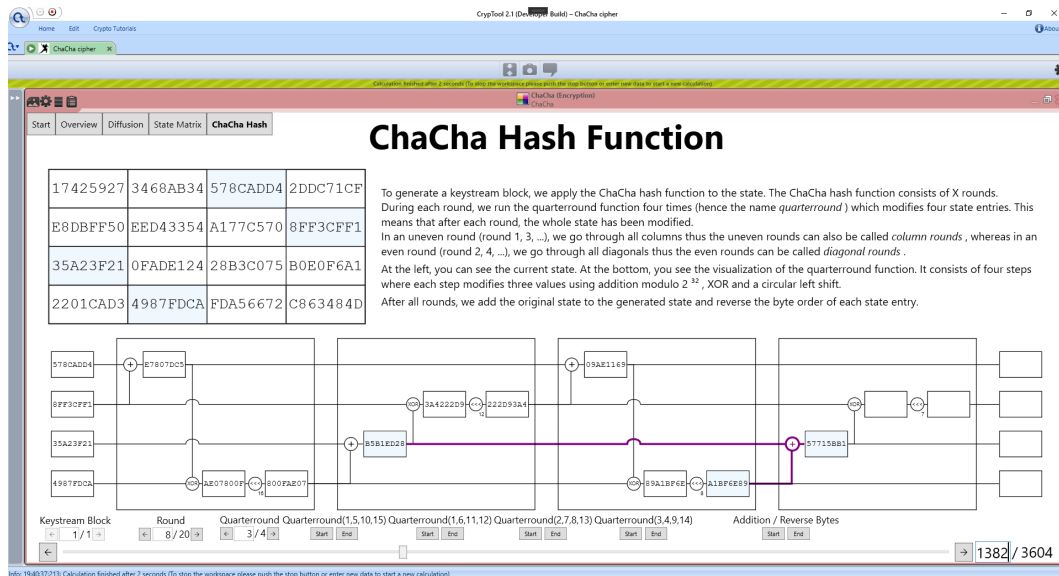 CrypTool 2.1 (Developer Build) – ChaCha cipher
Home Edit Crypto Tutorials
Abou
ChaCha cipher
Calculation finished after 2 seconds (To stop the workspace please push the stop button or enter new data to start a new calculation)
ChaCha (Encryption)
ChaCha
Start Overview Diffusion State Matrix ChaCha Hash
ChaCha Hash Function
17425927 3468AB34 578CADD4 2DDC71CF
E8DBFF50 EED43354 A177C570 8FF3CFF1
35A23F21 0FADE124 28B3C075 B0E0F6A1
2201CAD3 4987FDCA FDA56672 C863484D
To generate a keystream block, we apply the ChaCha hash function to the state. The ChaCha hash function consists of X rounds.
During each round, we run the quarterround function four times (hence the name quarterround ) which modifies four state entries. This
means that after each round, the whole state has been modified.
In an uneven round (round 1, 3, ...), we go through all columns thus the uneven rounds can also be called column rounds , whereas in an
even round (round 2, 4, ...), we go through all diagonals thus the even rounds can be called diagonal rounds .
At the left, you can see the current state. At the bottom, you see the visualization of the quarterround function. It consists of four steps
where each step modifies three values using addition modulo 2 32 , XOR and a circular left shift.
After all rounds, we add the original state to the generated state and reverse the byte order of each state entry.
578CADD4 + E7807DC5 + 09AE1169
8FF3CFF1 XOR 3A4222D9 <<< 222D93A4 XOR <<<
12 7
35A23F21 + B5B1ED28 + 57715BB1
4987FDCA XOR AE07800F <<< 800FAE07 XOR 89A1BF6E <<< A1BF6E89
16 8
Keystream Block Round Quarterround Quarterround(1,5,10,15) Quarterround(1,6,11,12) Quarterround(2,7,8,13) Quarterround(3,4,9,14) Addition / Reverse Bytes
1 / 1 8 / 20 3 / 4 Start End Start End Start End Start End Start End
1382 / 3604
Info: 19:40:37:213: Calculation finished after 2 seconds (To stop the workspace please push the stop button or enter new data to start a new calculation)